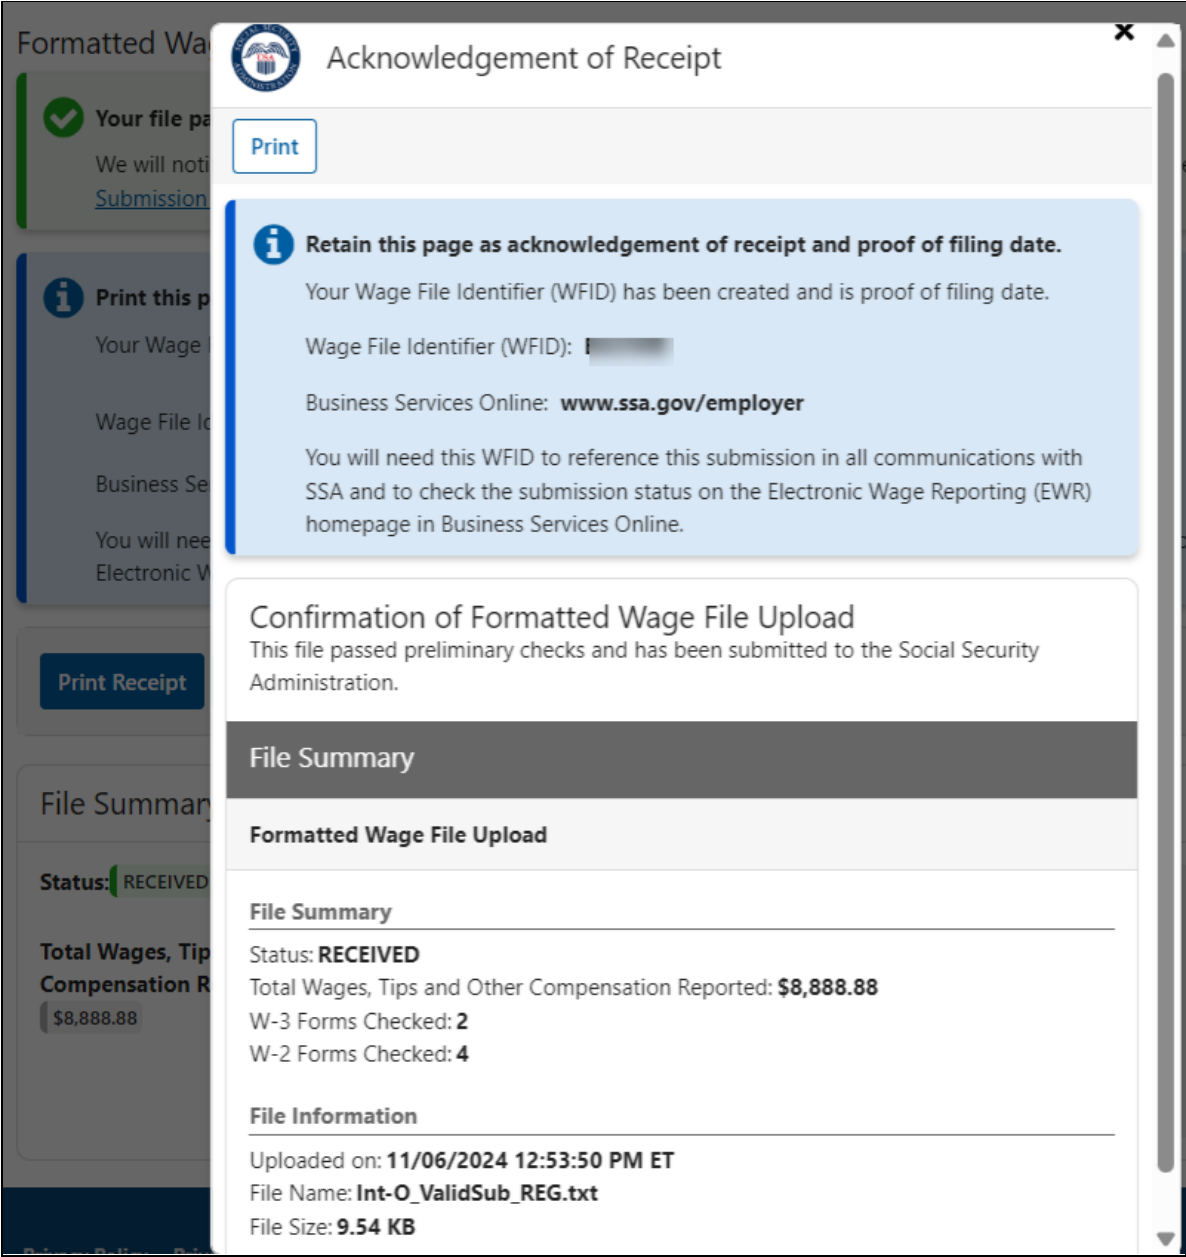 Formatted Wa
Your file pa
We will noti
Submission
Print this p
Your Wage
Wage File Id
Business Se
You will nee
Electronic W
Print Receipt
File Summary
Status: RECEIVED
Total Wages, Tip
Compensation R
$8,888.88
SOCIAL SECURITY
USA
ADMINISTRATION
Acknowledgement of Receipt
Print
Retain this page as acknowledgement of receipt and proof of filing date.
Your Wage File Identifier (WFID) has been created and is proof of filing date.
Wage File Identifier (WFID):
Business Services Online: www.ssa.gov/employer
You will need this WFID to reference this submission in all communications with
SSA and to check the submission status on the Electronic Wage Reporting (EWR)
homepage in Business Services Online.
Confirmation of Formatted Wage File Upload
This file passed preliminary checks and has been submitted to the Social Security
Administration.
File Summary
Formatted Wage File Upload
File Summary
Status: RECEIVED
Total Wages, Tips and Other Compensation Reported: $8,888.88
W-3 Forms Checked: 2
W-2 Forms Checked: 4
File Information
Uploaded on: 11/06/2024 12:53:50 PM ET
File Name: Int-O_ValidSub_REG.txt
File Size: 9.54 KB